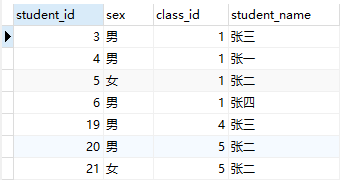 student_id sex class_id student_name
3 男 1 张三
4 男 1 张一
5 女 1 张二
6 男 1 张四
19 男 4 张三
20 男 5 张二
21 女 5 张二